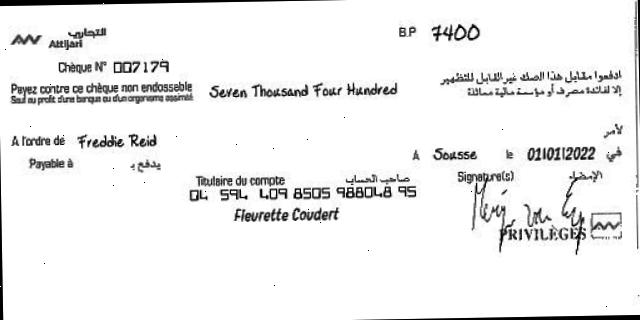 التجاري
Attijari
B.P 7400
Chèque N° 007179
Payez contre ce chèque non endossable
Sauf au profit d'une banque ou d'un organisme assimilé
Seven Thousand Four Hundred
ادفعوا مقابل هذا الصك غير القابل للتظهير
إلا لفائدة مصرف أو مؤسسة مالية مماثلة
A l'ordre de Freddie Reid
لأمر
Payable à
يدفع بـ
A Sousse le 01/01/2022 في
Titulaire du compte صاحب الحساب
Signature(s) الإمضاء
04 594 409 8505 988048 95
Fleurette Coudert
PRIVILÈGES